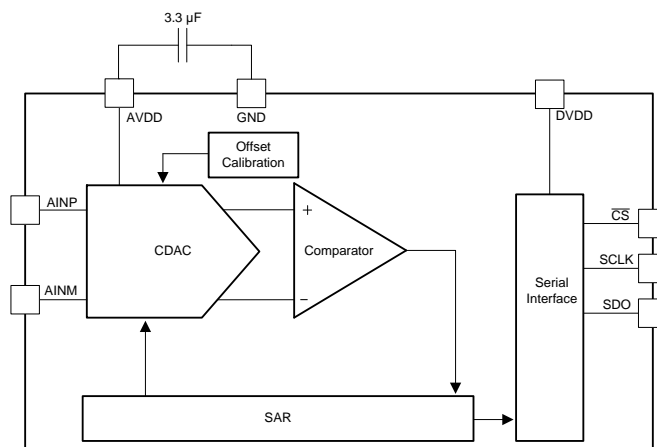 3.3 µF
AVDD
GND
DVDD
Offset
Calibration
AINP
CDAC
+
Comparator
CS
SCLK
AINM
−
Serial
Interface
SDO
SAR